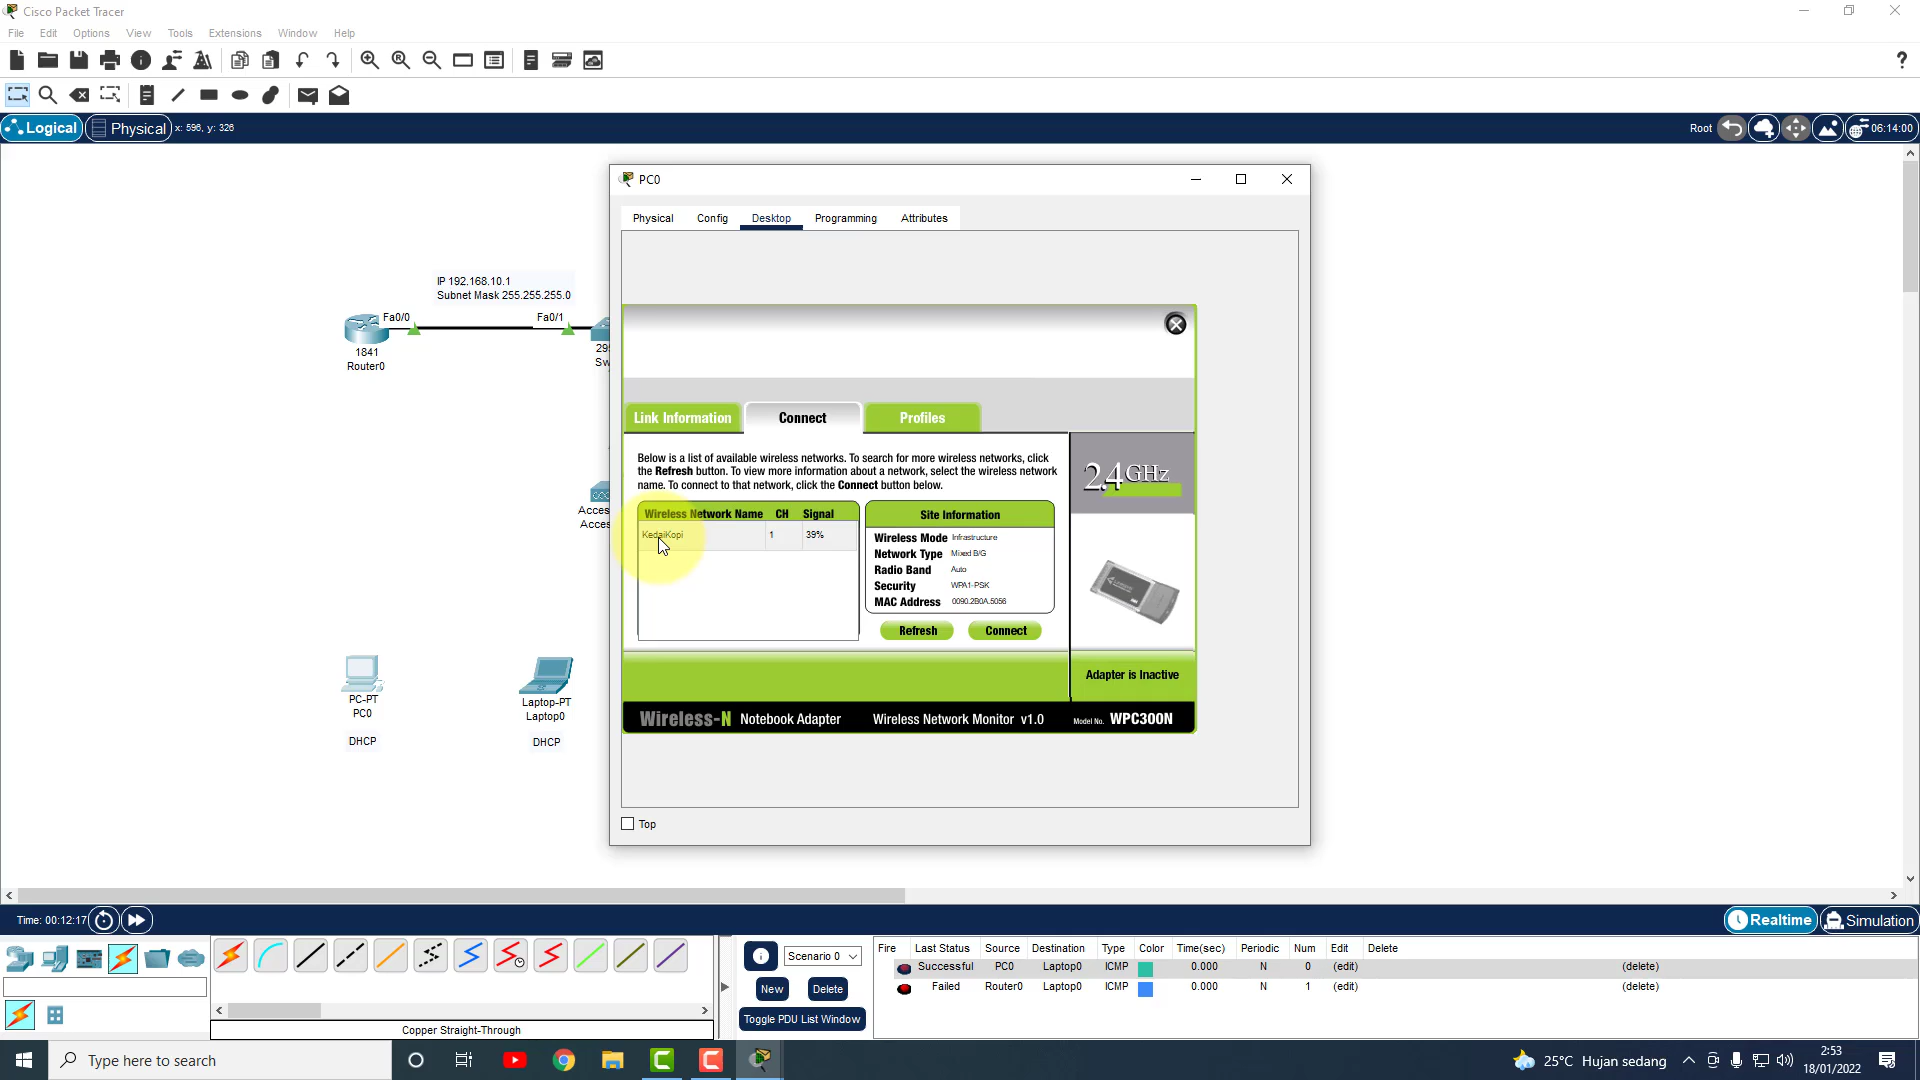 Cisco Packet Tracer
File Edit Options View Tools Extensions Window Help
Logical Physical x: 596, y: 326 Root 06:14:00
PC0
Physical Config Desktop Programming Attributes
IP 192.168.10.1
Subnet Mask 255.255.255.0
Fa0/0 Fa0/1
1841
Router0
295
Sw
Link Information Connect Profiles
Below is a list of available wireless networks. To search for more wireless networks, click
the Refresh button. To view more information about a network, select the wireless network
name. To connect to that network, click the Connect button below.
2.4GHz
Wireless Network Name CH Signal
KedaiKopi 1 39%
Site Information
Wireless Mode Infrastructure
Network Type Mixed B/G
Radio Band Auto
Security WPA1-PSK
MAC Address 0090.2B0A.5056
Refresh Connect
Acces
Acces
Adapter is Inactive
Wireless-N Notebook Adapter Wireless Network Monitor v1.0 Model No. WPC300N
PC-PT
PC0
DHCP
Laptop-PT
Laptop0
DHCP
Top
Time: 00:12:17 Realtime Simulation
Copper Straight-Through
Scenario 0
New Delete
Toggle PDU List Window
Fire Last Status Source Destination Type Color Time(sec) Periodic Num Edit Delete
Successful PC0 Laptop0 ICMP 0.000 N 0 (edit) (delete)
Failed Router0 Laptop0 ICMP 0.000 N 1 (edit) (delete)
Type here to search
25°C Hujan sedang
2:53
18/01/2022